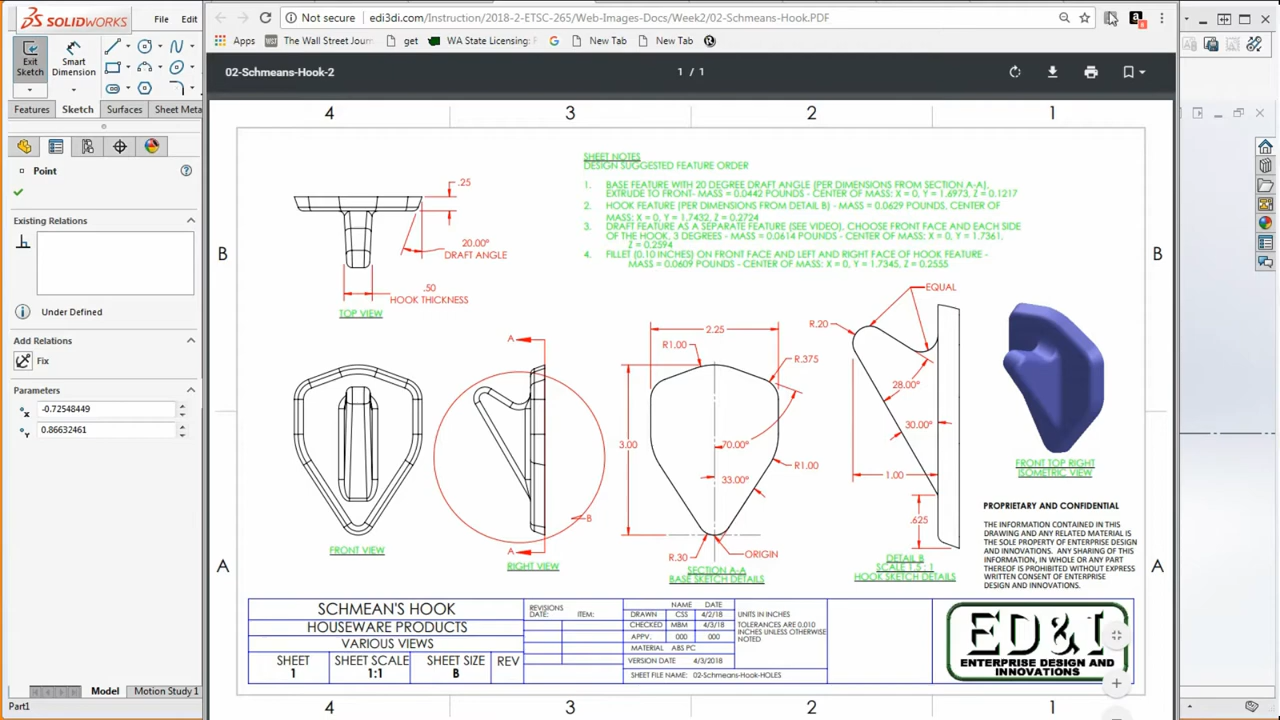 SOLIDWORKS
File
Edit
Not secure
edi3di.com/Instruction/2018-2-ETSC-265/Web-Images-Docs/Week2/02-Schmeans-Hook.PDF
Exit
Sketch
Smart
Dimension
Apps
The Wall Street Journ
get
WA State Licensing:
New Tab
New Tab
02-Schmeans-Hook-2
1 / 1
Features
Sketch
Surfaces
Sheet Meta
Point
Existing Relations
Under Defined
Add Relations
Fix
Parameters
-0.72548449
0.86632461
4
3
2
1
B
B
A
A
SHEET NOTES
DESIGN SUGGESTED FEATURE ORDER
1. BASE FEATURE WITH 20 DEGREE DRAFT ANGLE (PER DIMENSIONS FROM SECTION A-A),
EXTRUDE TO FRONT- MASS = 0.0442 POUNDS - CENTER OF MASS: X = 0, Y = 1.6973, Z = 0.1217
2. HOOK FEATURE (PER DIMENSIONS FROM DETAIL B) - MASS = 0.0629 POUNDS, CENTER OF
MASS: X = 0, Y = 1.7432, Z = 0.2724
3. DRAFT FEATURE AS A SEPARATE FEATURE (SEE VIDEO), CHOOSE FRONT FACE AND EACH SIDE
OF THE HOOK, 3 DEGREES - MASS = 0.0614 POUNDS - CENTER OF MASS: X = 0, Y = 1.7361,
Z = 0.2594
4. FILLET (0.10 INCHES) ON FRONT FACE AND LEFT AND RIGHT FACE OF HOOK FEATURE -
MASS = 0.0609 POUNDS - CENTER OF MASS: X = 0, Y = 1.7345, Z = 0.2555
.25
20.00°
DRAFT ANGLE
.50
HOOK THICKNESS
TOP VIEW
FRONT VIEW
A
A
B
RIGHT VIEW
2.25
R1.00
R.375
3.00
70.00°
R1.00
33.00°
R.30
ORIGIN
SECTION A-A
BASE SKETCH DETAILS
EQUAL
R.20
28.00°
30.00°
1.00
.625
DETAIL B
SCALE 1.5 : 1
HOOK SKETCH DETAILS
FRONT TOP RIGHT
ISOMETRIC VIEW
PROPRIETARY AND CONFIDENTIAL
THE INFORMATION CONTAINED IN THIS
DRAWING AND ANY RELATED MATERIAL IS
THE SOLE PROPERTY OF ENTERPRISE DESIGN
AND INNOVATIONS. ANY SHARING OF THIS
INFORMATION, IN WHOLE OR ANY PART
THEREOF IS PROHIBITED WITHOUT EXPRESS
WRITTEN CONSENT OF ENTERPRISE
DESIGN AND INNOVATIONS.
SCHMEAN'S HOOK
HOUSEWARE PRODUCTS
VARIOUS VIEWS
SHEET
1
SHEET SCALE
1:1
SHEET SIZE
B
REV
REVISIONS
DATE:
ITEM:
NAME
DATE
DRAWN
CSS
4/2/18
CHECKED
MBM
4/3/18
APPV.
000
000
MATERIAL
ABS PC
VERSION DATE
4/3/2018
SHEET FILE NAME:
02-Schmeans-Hook-HOLES
UNITS IN INCHES
TOLERANCES ARE 0.010
INCHES UNLESS OTHERWISE
NOTED
ED&I
ENTERPRISE DESIGN AND
INNOVATIONS
4
3
2
1
Model
Motion Study 1
Part1